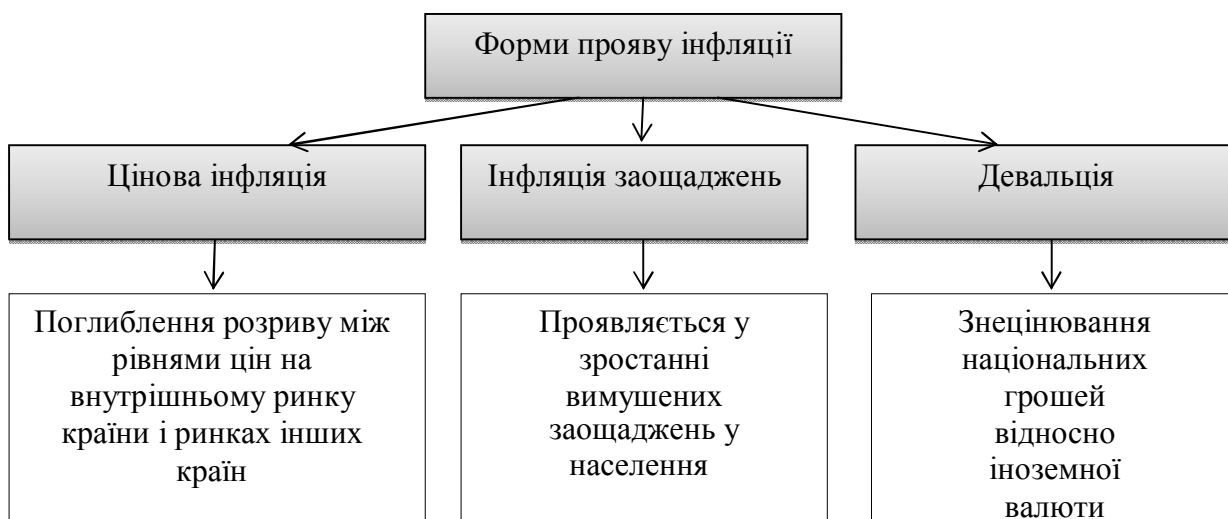 Форми прояву інфляції
Цінова інфляція
Інфляція заощаджень
Девальція
Поглиблення розриву між
рівнями цін на
внутрішньому ринку
країни і ринках інших
країн
Проявляється у
зростанні
вимушених
заощаджень у
населення
Знецінювання
національних
грошей
відносно
іноземної
валюти